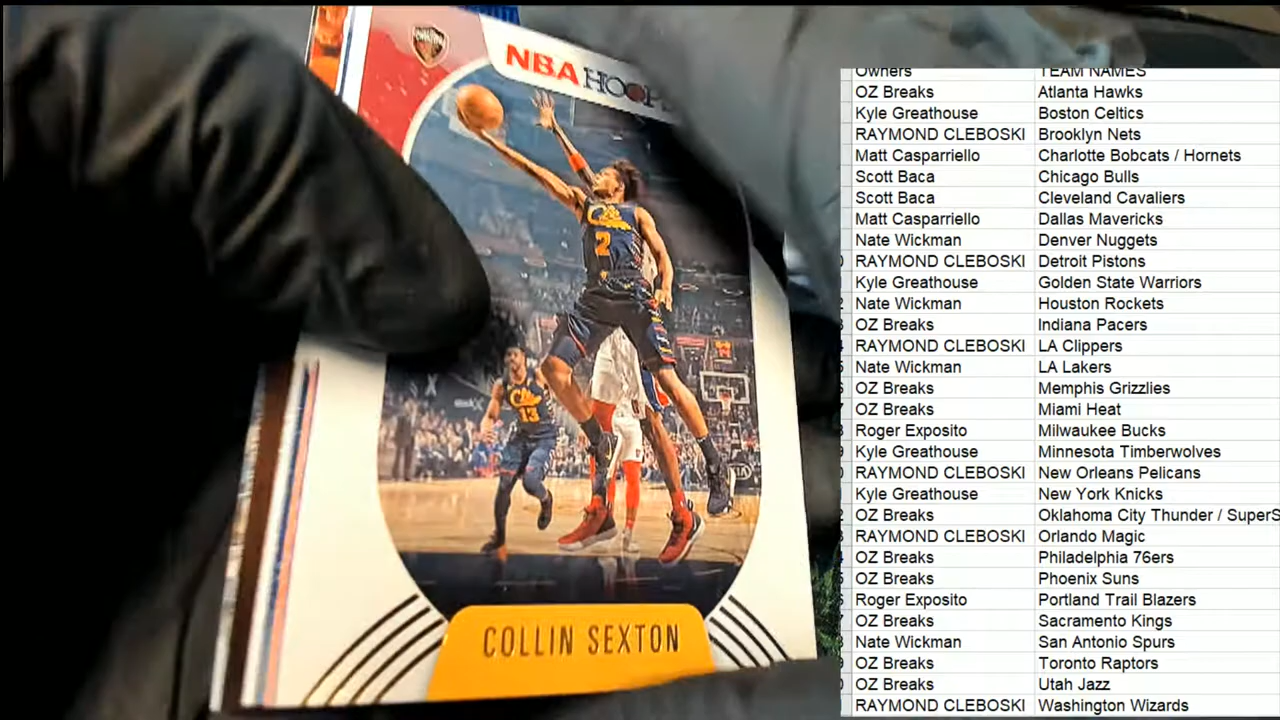 NBA HOOPS
2
13
KIA
COLLIN SEXTON
Owners TEAM NAMES
OZ Breaks Atlanta Hawks
Kyle Greathouse Boston Celtics
RAYMOND CLEBOSKI Brooklyn Nets
Matt Casparriello Charlotte Bobcats / Hornets
Scott Baca Chicago Bulls
Scott Baca Cleveland Cavaliers
Matt Casparriello Dallas Mavericks
Nate Wickman Denver Nuggets
RAYMOND CLEBOSKI Detroit Pistons
Kyle Greathouse Golden State Warriors
Nate Wickman Houston Rockets
OZ Breaks Indiana Pacers
RAYMOND CLEBOSKI LA Clippers
Nate Wickman LA Lakers
OZ Breaks Memphis Grizzlies
OZ Breaks Miami Heat
Roger Exposito Milwaukee Bucks
Kyle Greathouse Minnesota Timberwolves
RAYMOND CLEBOSKI New Orleans Pelicans
Kyle Greathouse New York Knicks
OZ Breaks Oklahoma City Thunder / SuperS
RAYMOND CLEBOSKI Orlando Magic
OZ Breaks Philadelphia 76ers
OZ Breaks Phoenix Suns
Roger Exposito Portland Trail Blazers
OZ Breaks Sacramento Kings
Nate Wickman San Antonio Spurs
OZ Breaks Toronto Raptors
OZ Breaks Utah Jazz
RAYMOND CLEBOSKI Washington Wizards